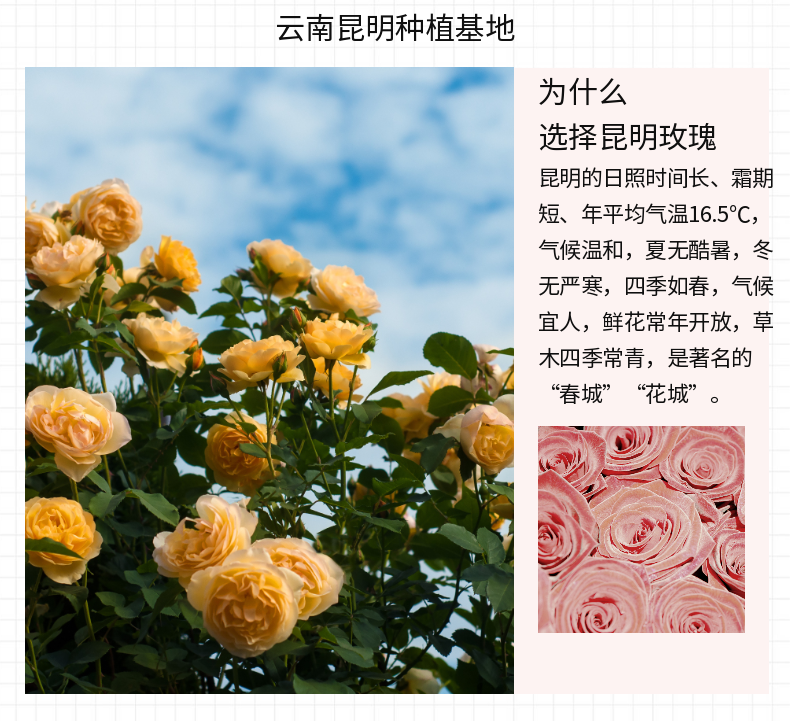 云南昆明种植基地
为什么
选择昆明玫瑰
昆明的日照时间长、霜期
短、年平均气温16.5℃，
气候温和，夏无酷暑，冬
无严寒，四季如春，气候
宜人，鲜花常年开放，草
木四季常青，是著名的
“春城”“花城”。